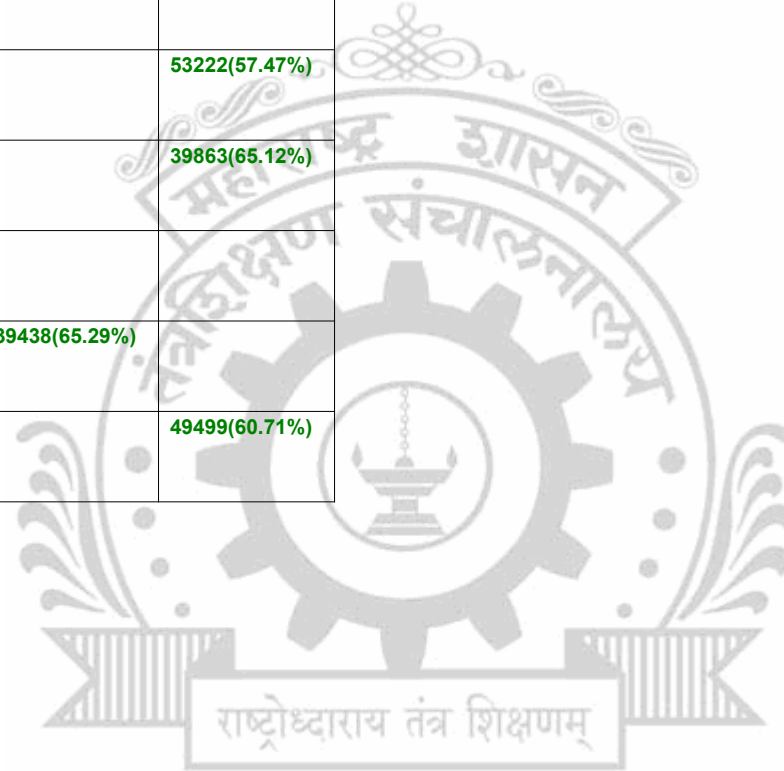 53222(57.47%)
39863(65.12%)
39438(65.29%)
49499(60.71%)
महाराष्ट्र शासन
तंत्रशिक्षण संचालनालय
राष्ट्रोध्दाराय तंत्र शिक्षणम्